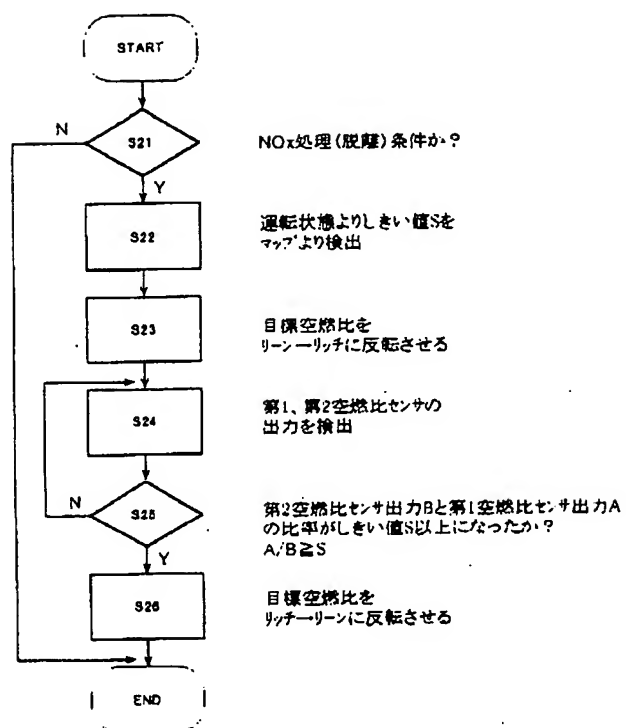 START
N
S21
NOx処理(脱離)条件か?
Y
S22
運転状態よりしきい値Sを
マップより検出
S23
目標空燃比を
リーン→リッチに反転させる
S24
第1、第2空燃比センサの
出力を検出
N
S25
第2空燃比センサ出力Bと第1空燃比センサ出力A
の比率がしきい値S以上になったか?
A/B≧S
Y
S26
目標空燃比を
リッチ→リーンに反転させる
END